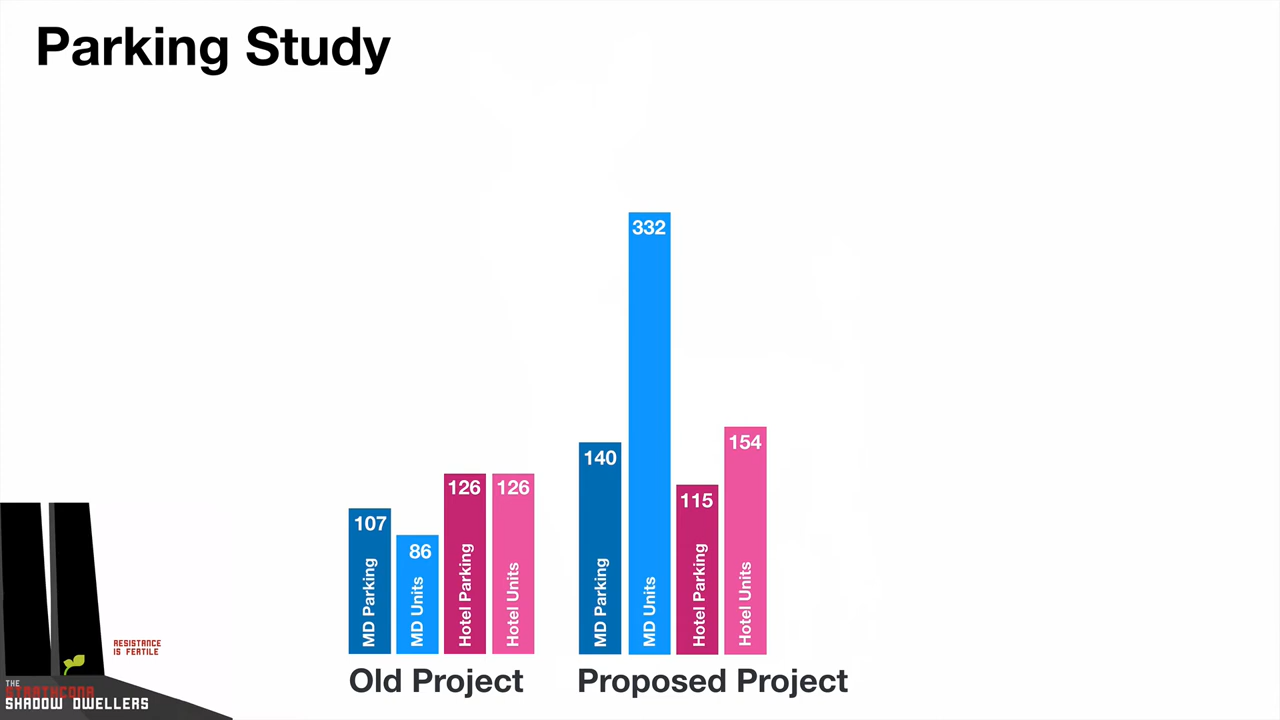 Parking Study
107
MD Parking
86
MD Units
126
Hotel Parking
126
Hotel Units
Old Project
140
MD Parking
332
MD Units
115
Hotel Parking
154
Hotel Units
Proposed Project
RESISTANCE
IS FERTILE
THE
STRATHCONA
SHADOW DWELLERS